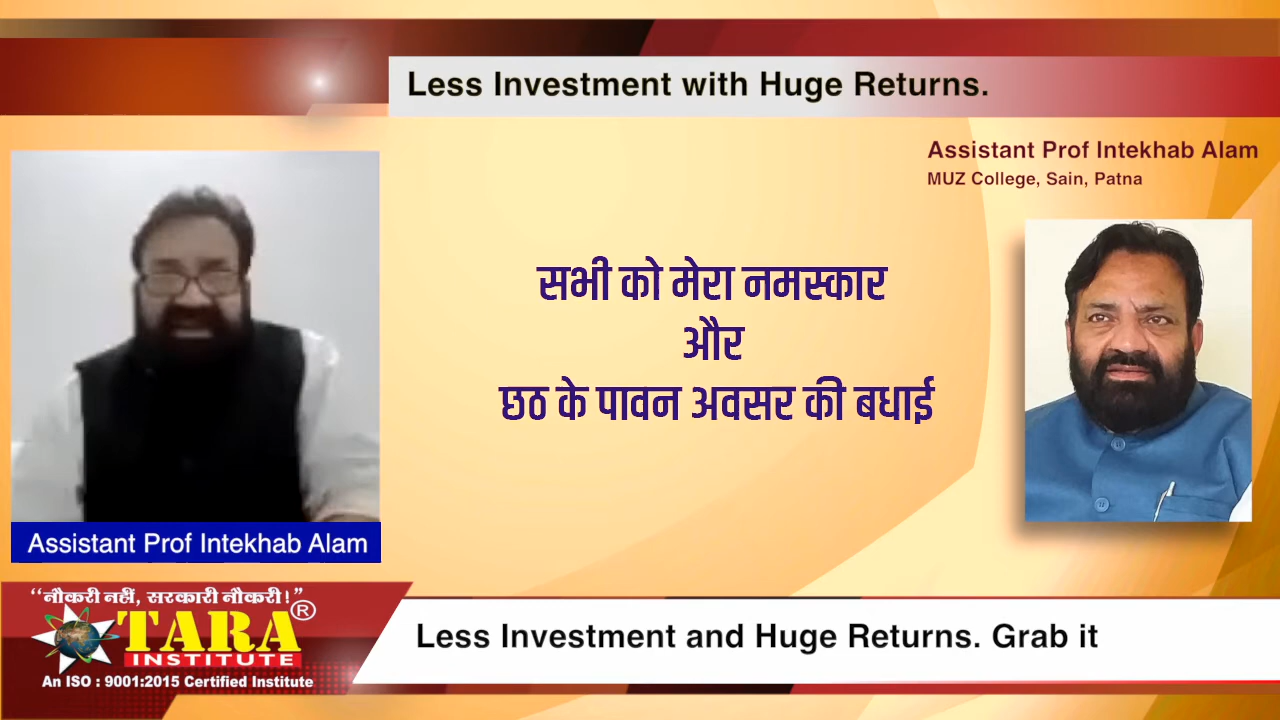 Less Investment with Huge Returns.
Assistant Prof Intekhab Alam
MUZ College, Sain, Patna
सभी को मेरा नमस्कार
और
छठ के पावन अवसर की बधाई
Assistant Prof Intekhab Alam
“नौकरी नहीं, सरकारी नौकरी!”
TARA®
INSTITUTE
An ISO : 9001:2015 Certified Institute
Less Investment and Huge Returns. Grab it